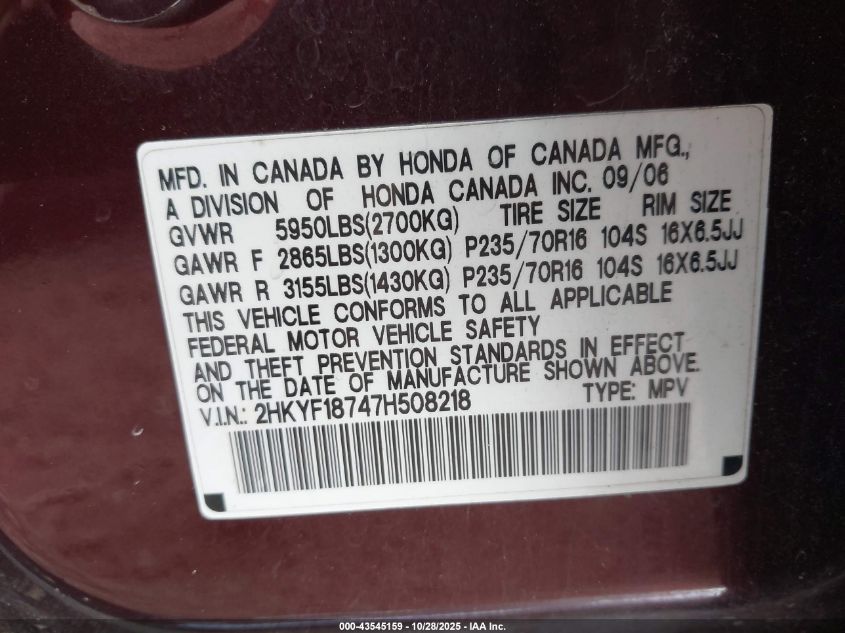 MFD. IN CANADA BY HONDA OF CANADA MFG.,
A DIVISION OF HONDA CANADA INC. 09/06
GVWR 5950LBS(2700KG) TIRE SIZE RIM SIZE
GAWR F 2865LBS(1300KG) P235/70R16 104S 16X6.5JJ
GAWR R 3155LBS(1430KG) P235/70R16 104S 16X6.5JJ
THIS VEHICLE CONFORMS TO ALL APPLICABLE
FEDERAL MOTOR VEHICLE SAFETY
AND THEFT PREVENTION STANDARDS IN EFFECT
ON THE DATE OF MANUFACTURE SHOWN ABOVE.
V.I.N.: 2HKYF18747H508218 TYPE: MPV
000-43545159 - 10/28/2025 - IAA Inc.